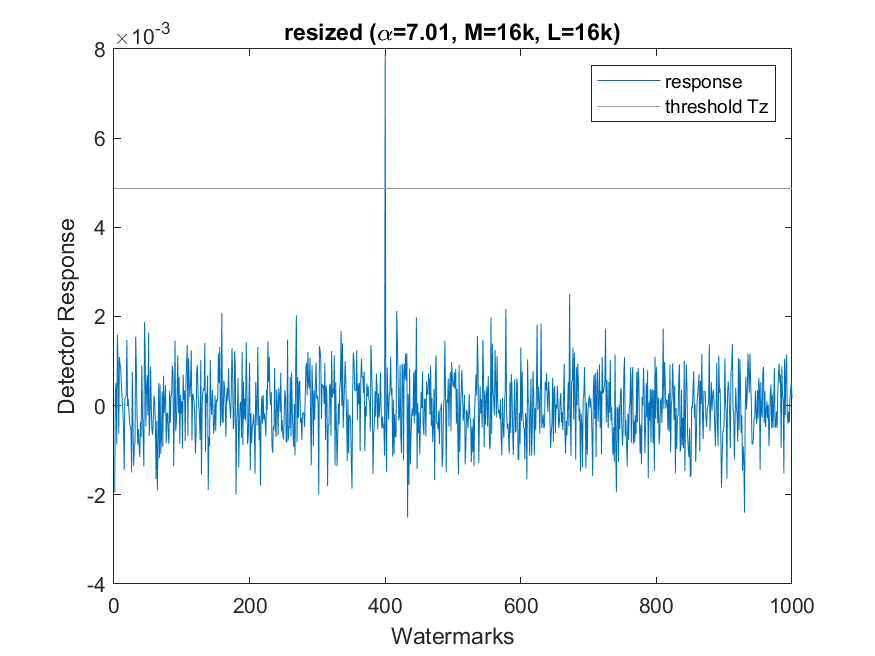 resized (α=7.01, M=16k, L=16k)
×10-3
response
threshold Tz
8
6
4
2
0
-2
-4
Detector Response
0 200 400 600 800 1000
Watermarks